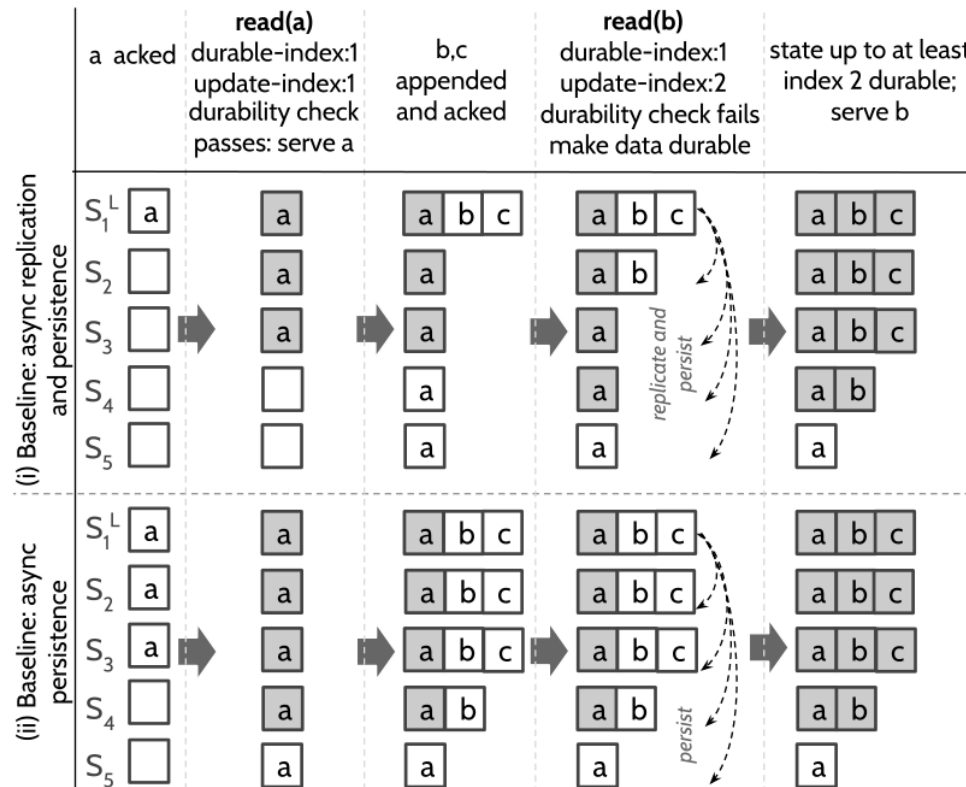 a acked
read(a)
durable-index:1
update-index:1
durability check
passes: serve a
b,c
appended
and acked
read(b)
durable-index:1
update-index:2
durability check fails
make data durable
state up to at least
index 2 durable;
serve b
(i) Baseline: async replication
and persistence
S1L a a a b c a b c a b c
S2 a a a b a b c
S3 a a a a b c
S4 a a a b
S5 a a a
replicate and
persist
(ii) Baseline: async
persistence
S1L a a a b c a b c a b c
S2 a a a b c a b c a b c
S3 a a a b c a b c a b c
S4 a a b a b a b
S5 a a a a
persist